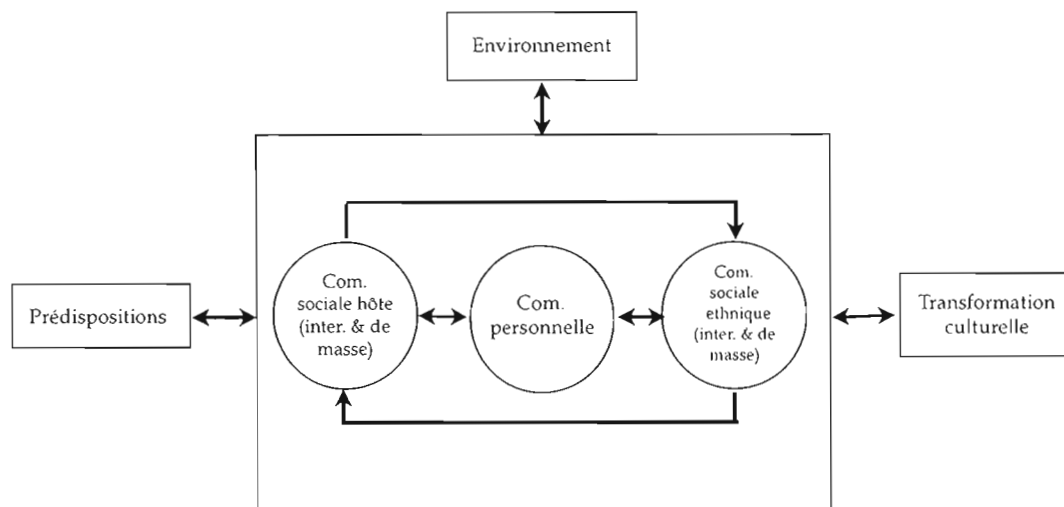 Environnement
Prédispositions
Com.
sociale hôte
(inter. & de
masse)
Com.
personnelle
Com.
sociale
ethnique
(inter. & de
masse)
Transformation
culturelle